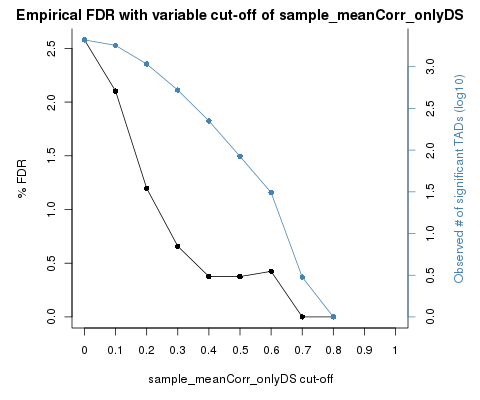 Empirical FDR with variable cut-off of sample_meanCorr_onlyDS
% FDR
2.5
2.0
1.5
1.0
0.5
0.0
3.0
2.5
2.0
1.5
1.0
0.5
0.0
Observed # of significant TADs (log10)
0 0.1 0.2 0.3 0.4 0.5 0.6 0.7 0.8 0.9 1
sample_meanCorr_onlyDS cut-off